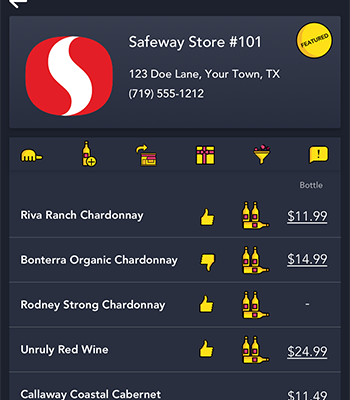 Safeway Store #101
FEATURED
123 Doe Lane, Your Town, TX
(719) 555-1212
!
Bottle
Riva Ranch Chardonnay $11.99
Bonterra Organic Chardonnay $14.99
Rodney Strong Chardonnay -
Unruly Red Wine $24.99
Callaway Coastal Cabernet $11.49